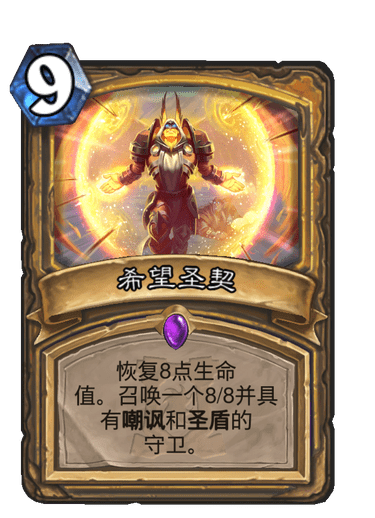 9
希望圣契
恢复8点生命
值。召唤一个8/8并具
有嘲讽和圣盾的
守卫。